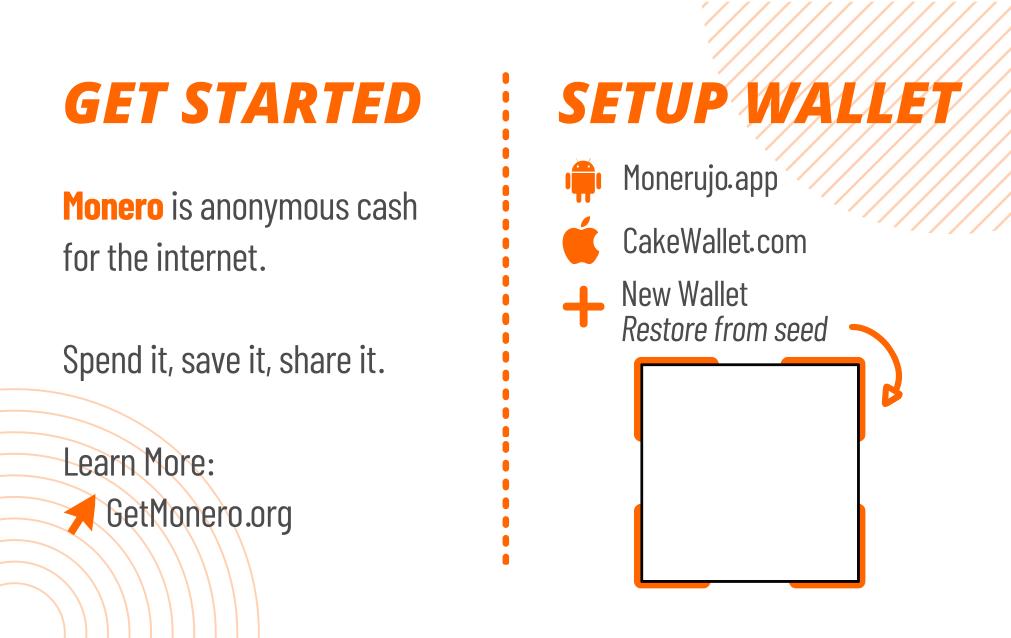 GET STARTED
Monero is anonymous cash
for the internet.
Spend it, save it, share it.
Learn More:
GetMonero.org
SETUP WALLET
Monerujo.app
CakeWallet.com
New Wallet
Restore from seed